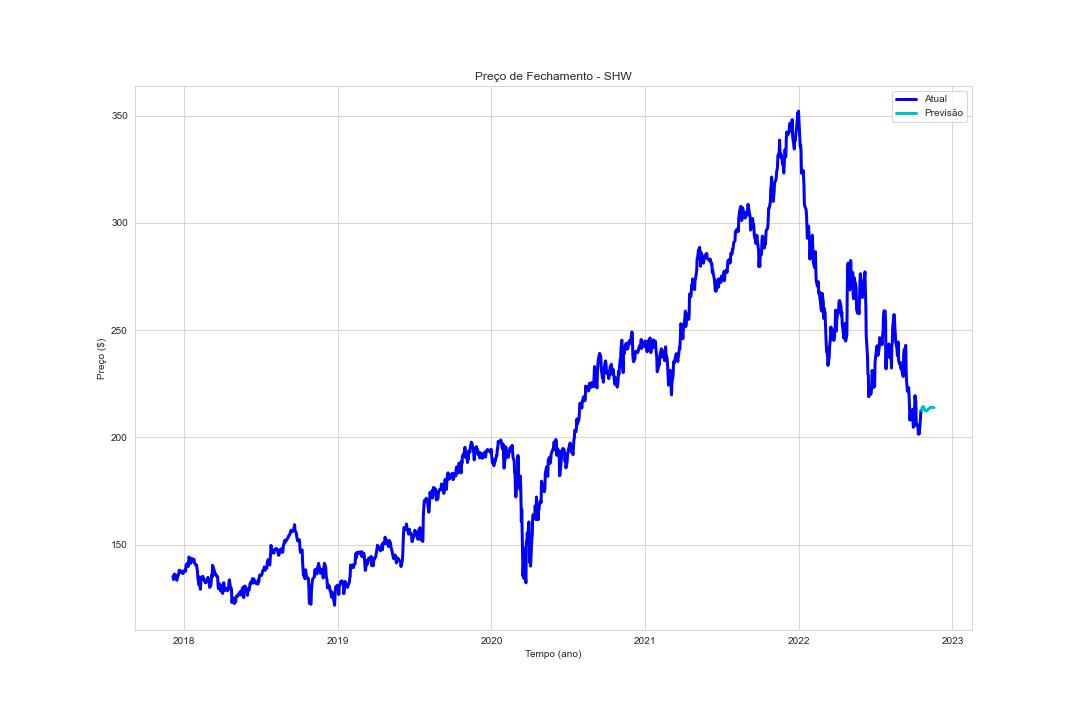 Preço de Fechamento - SHW
Atual
Previsão
350
300
250
200
150
Preço ($)
2018 2019 2020 2021 2022 2023
Tempo (ano)